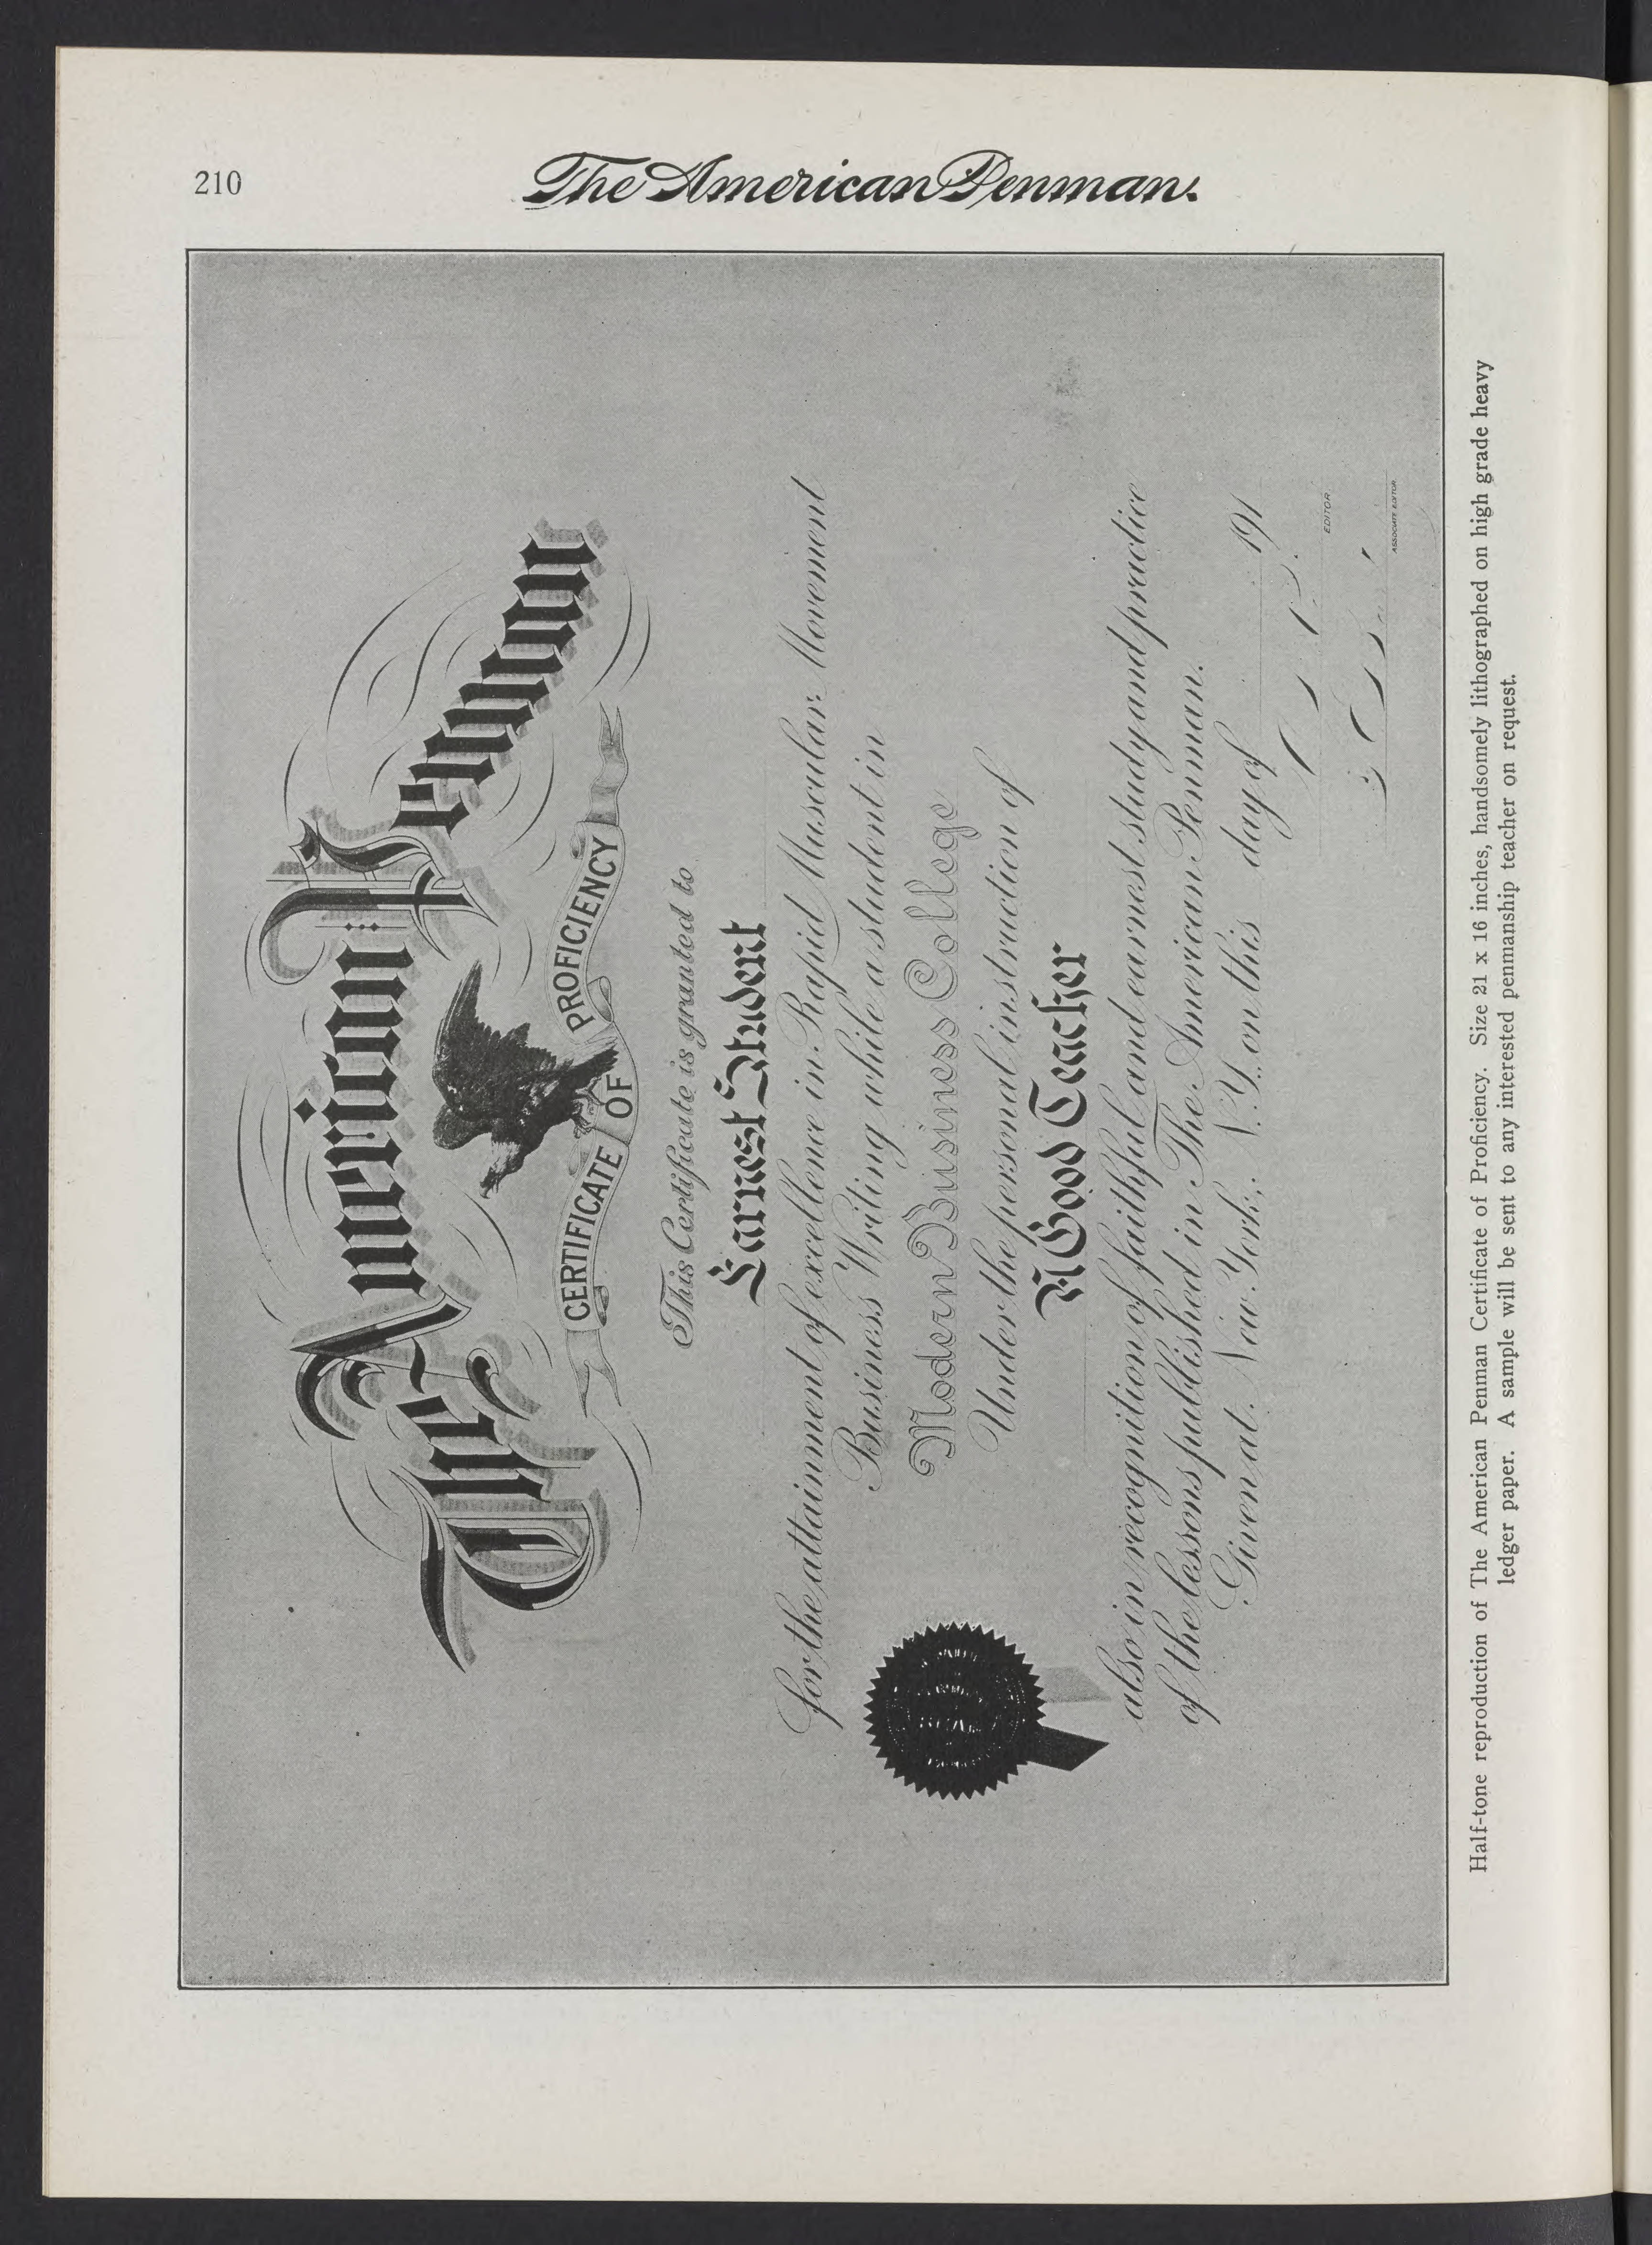 210
The American Penman.
The American Penman
CERTIFICATE OF PROFICIENCY
This Certificate is granted to
Earnest Student
for the attainment of excellence in Rapid Muscular Movement
Business Writing while a student in
Modern Business College
Under the personal instruction of
A Good Teacher
also in recognition of faithful and earnest study and practice
of the lessons published in The American Penman.
Given at New York, N.Y., on this day of 191
EDITOR
ASSOCIATE EDITOR
Half-tone reproduction of The American Penman Certificate of Proficiency. Size 21 x 16 inches, handsomely lithographed on high grade heavy
ledger paper. A sample will be sent to any interested penmanship teacher on request.